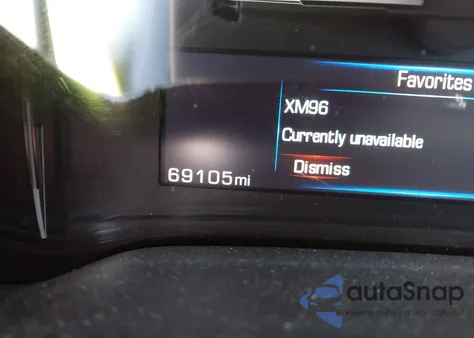 Favorites
XM96
Currently unavailable
Dismiss
69105mi
autoSnap